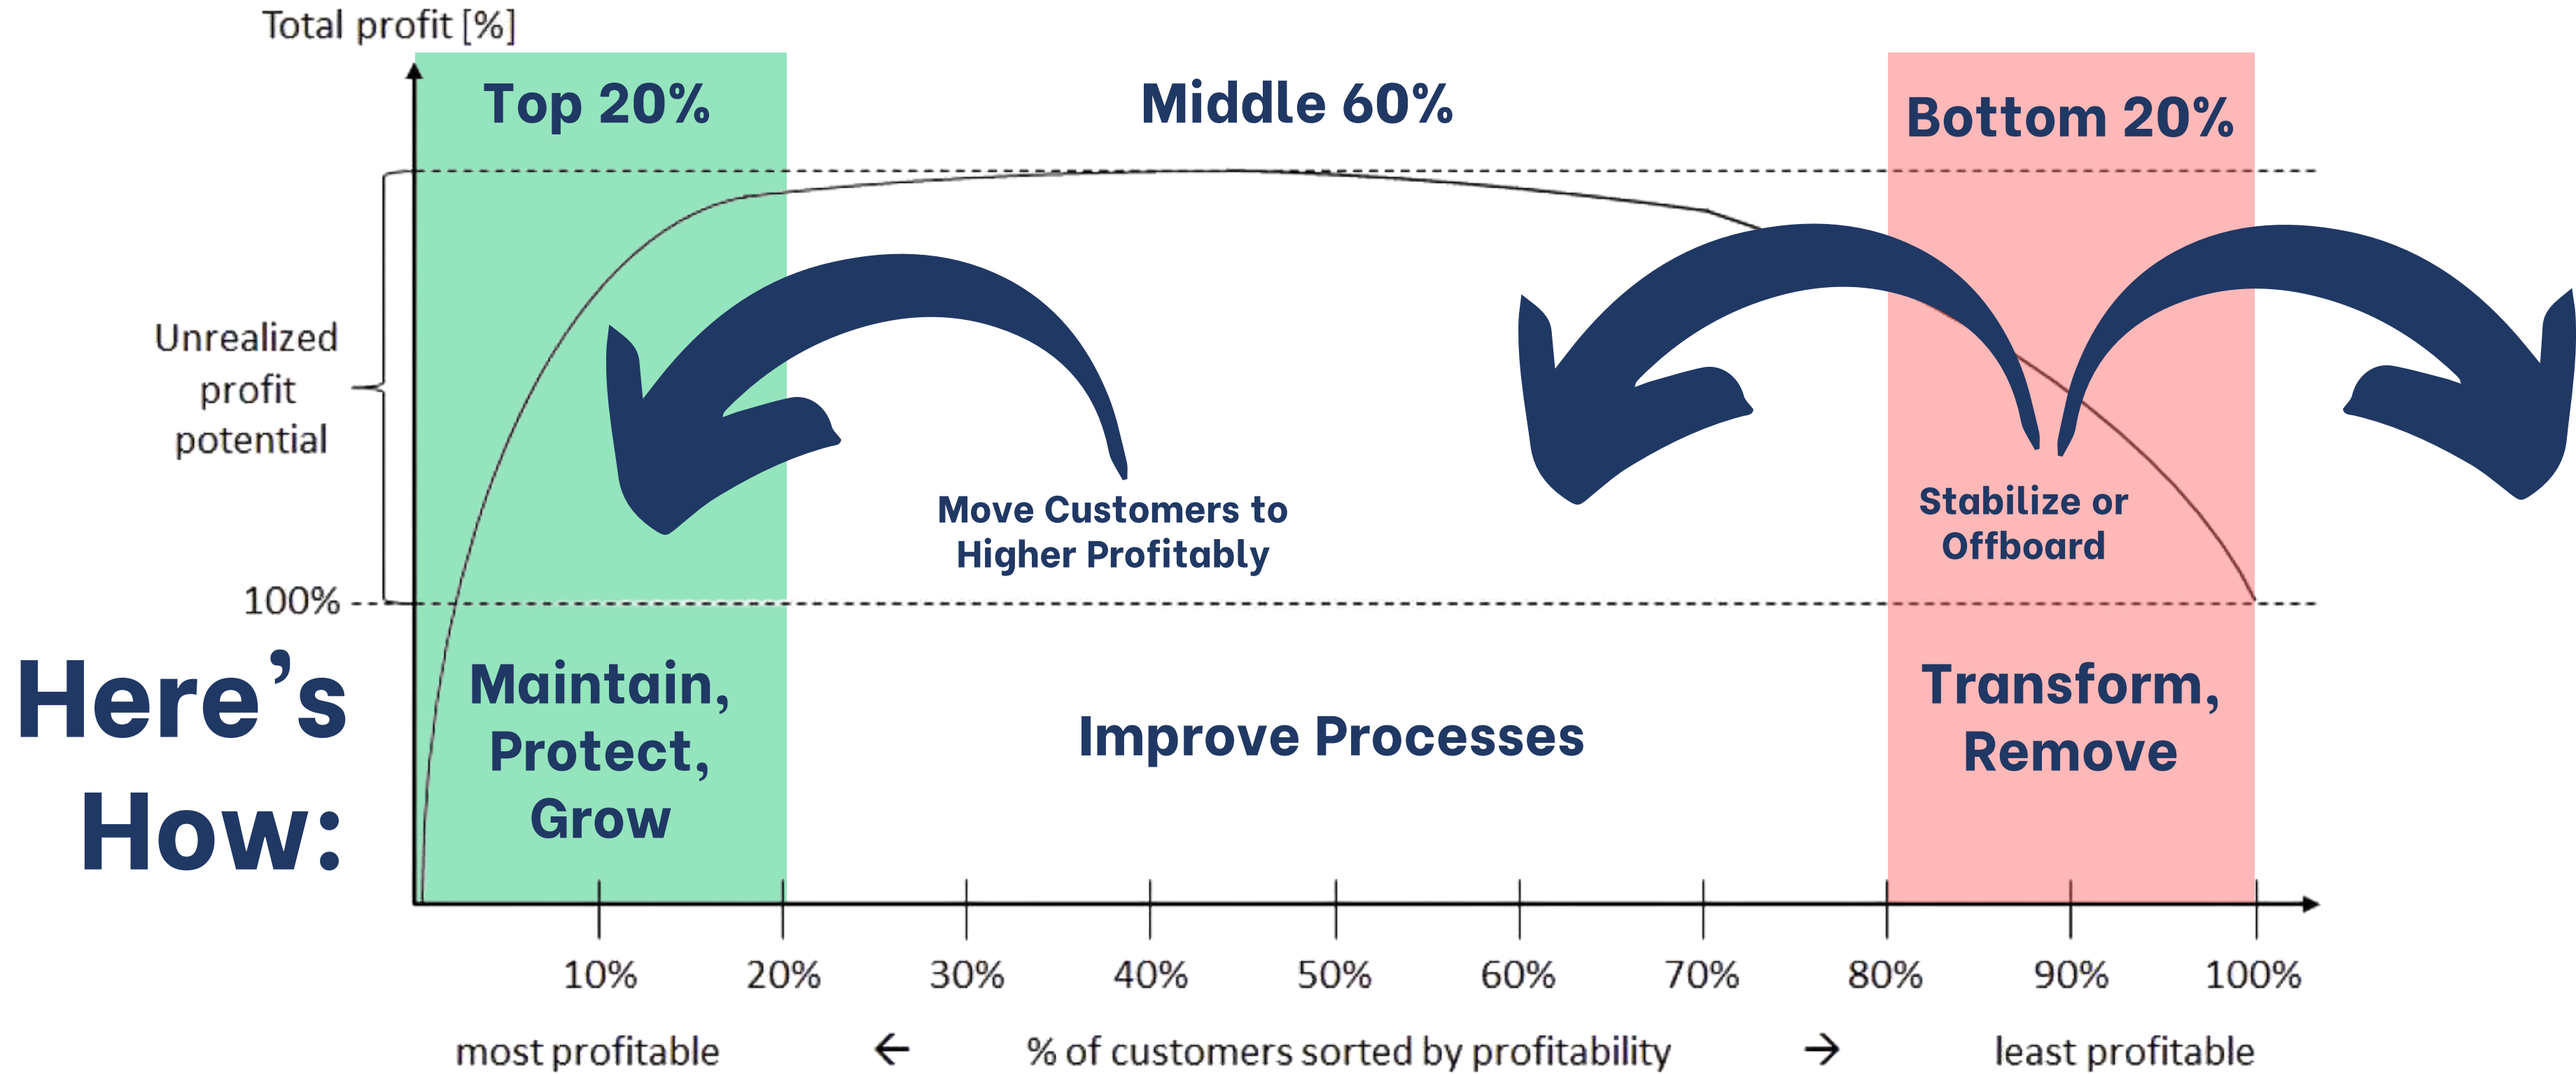 Total profit [%]
Top 20%
Middle 60%
Bottom 20%
Unrealized
profit
potential
Move Customers to
Higher Profitably
Stabilize or
Offboard
100%
Here’s
How:
Maintain,
Protect,
Grow
Improve Processes
Transform,
Remove
10% 20% 30% 40% 50% 60% 70% 80% 90% 100%
most profitable ← % of customers sorted by profitability → least profitable